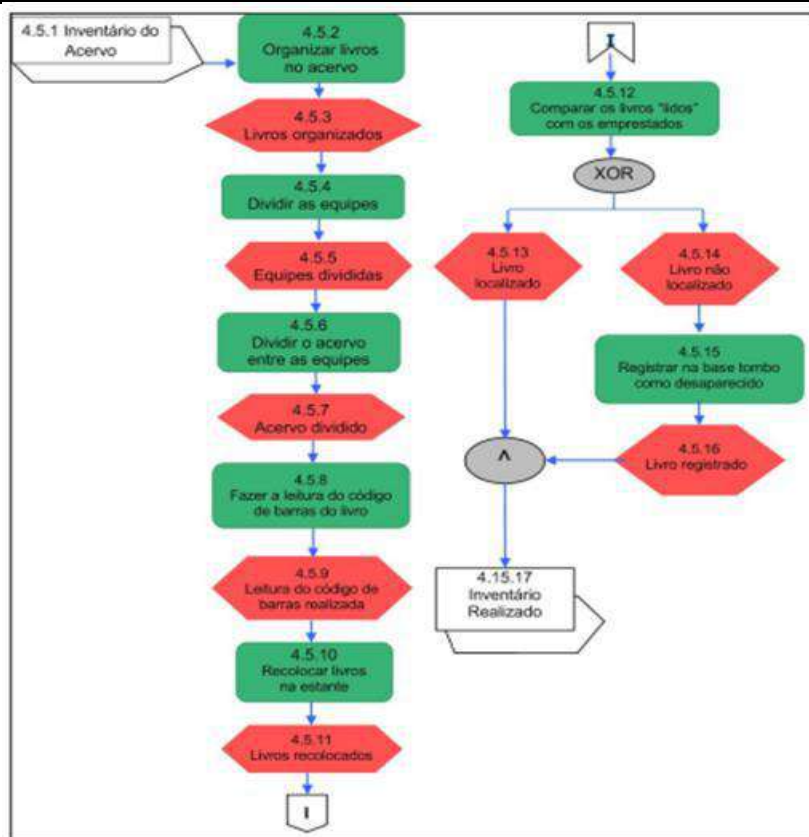 4.5.1 Inventário do
Acervo
4.5.2
Organizar livros
no acervo
4.5.3
Livros organizados
4.5.4
Dividir as equipes
4.5.5
Equipes divididas
4.5.6
Dividir o acervo
entre as equipes
4.5.7
Acervo dividido
4.5.8
Fazer a leitura do código
de barras do livro
4.5.9
Leitura do código de
barras realizada
4.5.10
Recolocar livros
na estante
4.5.11
Livros recolocados
I
I
4.5.12
Comparar os livros "lidos"
com os emprestados
XOR
4.5.13
Livro
localizado
4.5.14
Livro não
localizado
4.5.15
Registrar na base tombo
como desaparecido
4.5.16
Livro registrado
^
4.15.17
Inventário
Realizado